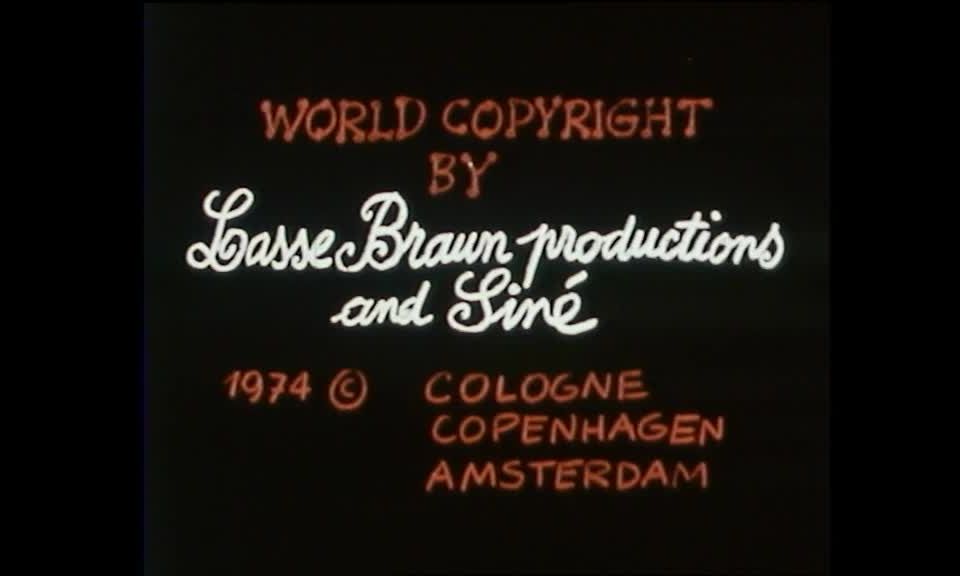 WORLD COPYRIGHT
BY
Lasse Braun productions
and Siné
1974 © COLOGNE
COPENHAGEN
AMSTERDAM